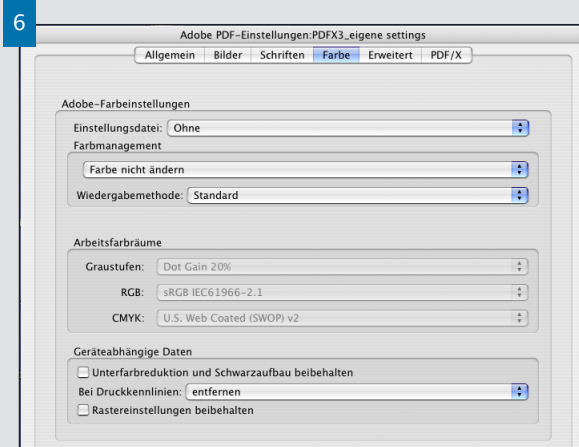 6
Adobe PDF-Einstellungen:PDFX3_eigene settings
Allgemein Bilder Schriften Farbe Erweitert PDF/X
Adobe-Farbeinstellungen
Einstellungsdatei: Ohne
Farbmanagement
Farbe nicht ändern
Wiedergabemethode: Standard
Arbeitsfarbräume
Graustufen: Dot Gain 20%
RGB: sRGB IEC61966-2.1
CMYK: U.S. Web Coated (SWOP) v2
Geräteabhängige Daten
Unterfarbreduktion und Schwarzaufbau beibehalten
Bei Druckkennlinien: entfernen
Rastereinstellungen beibehalten